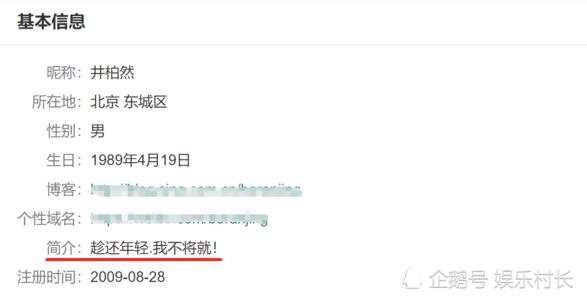 基本信息
昵称：井柏然
所在地：北京 东城区
性别：男
生日：1989年4月19日
博客：
个性域名：
简介：趁还年轻.我不将就！
注册时间：2009-08-28
企鹅号 娱乐村长